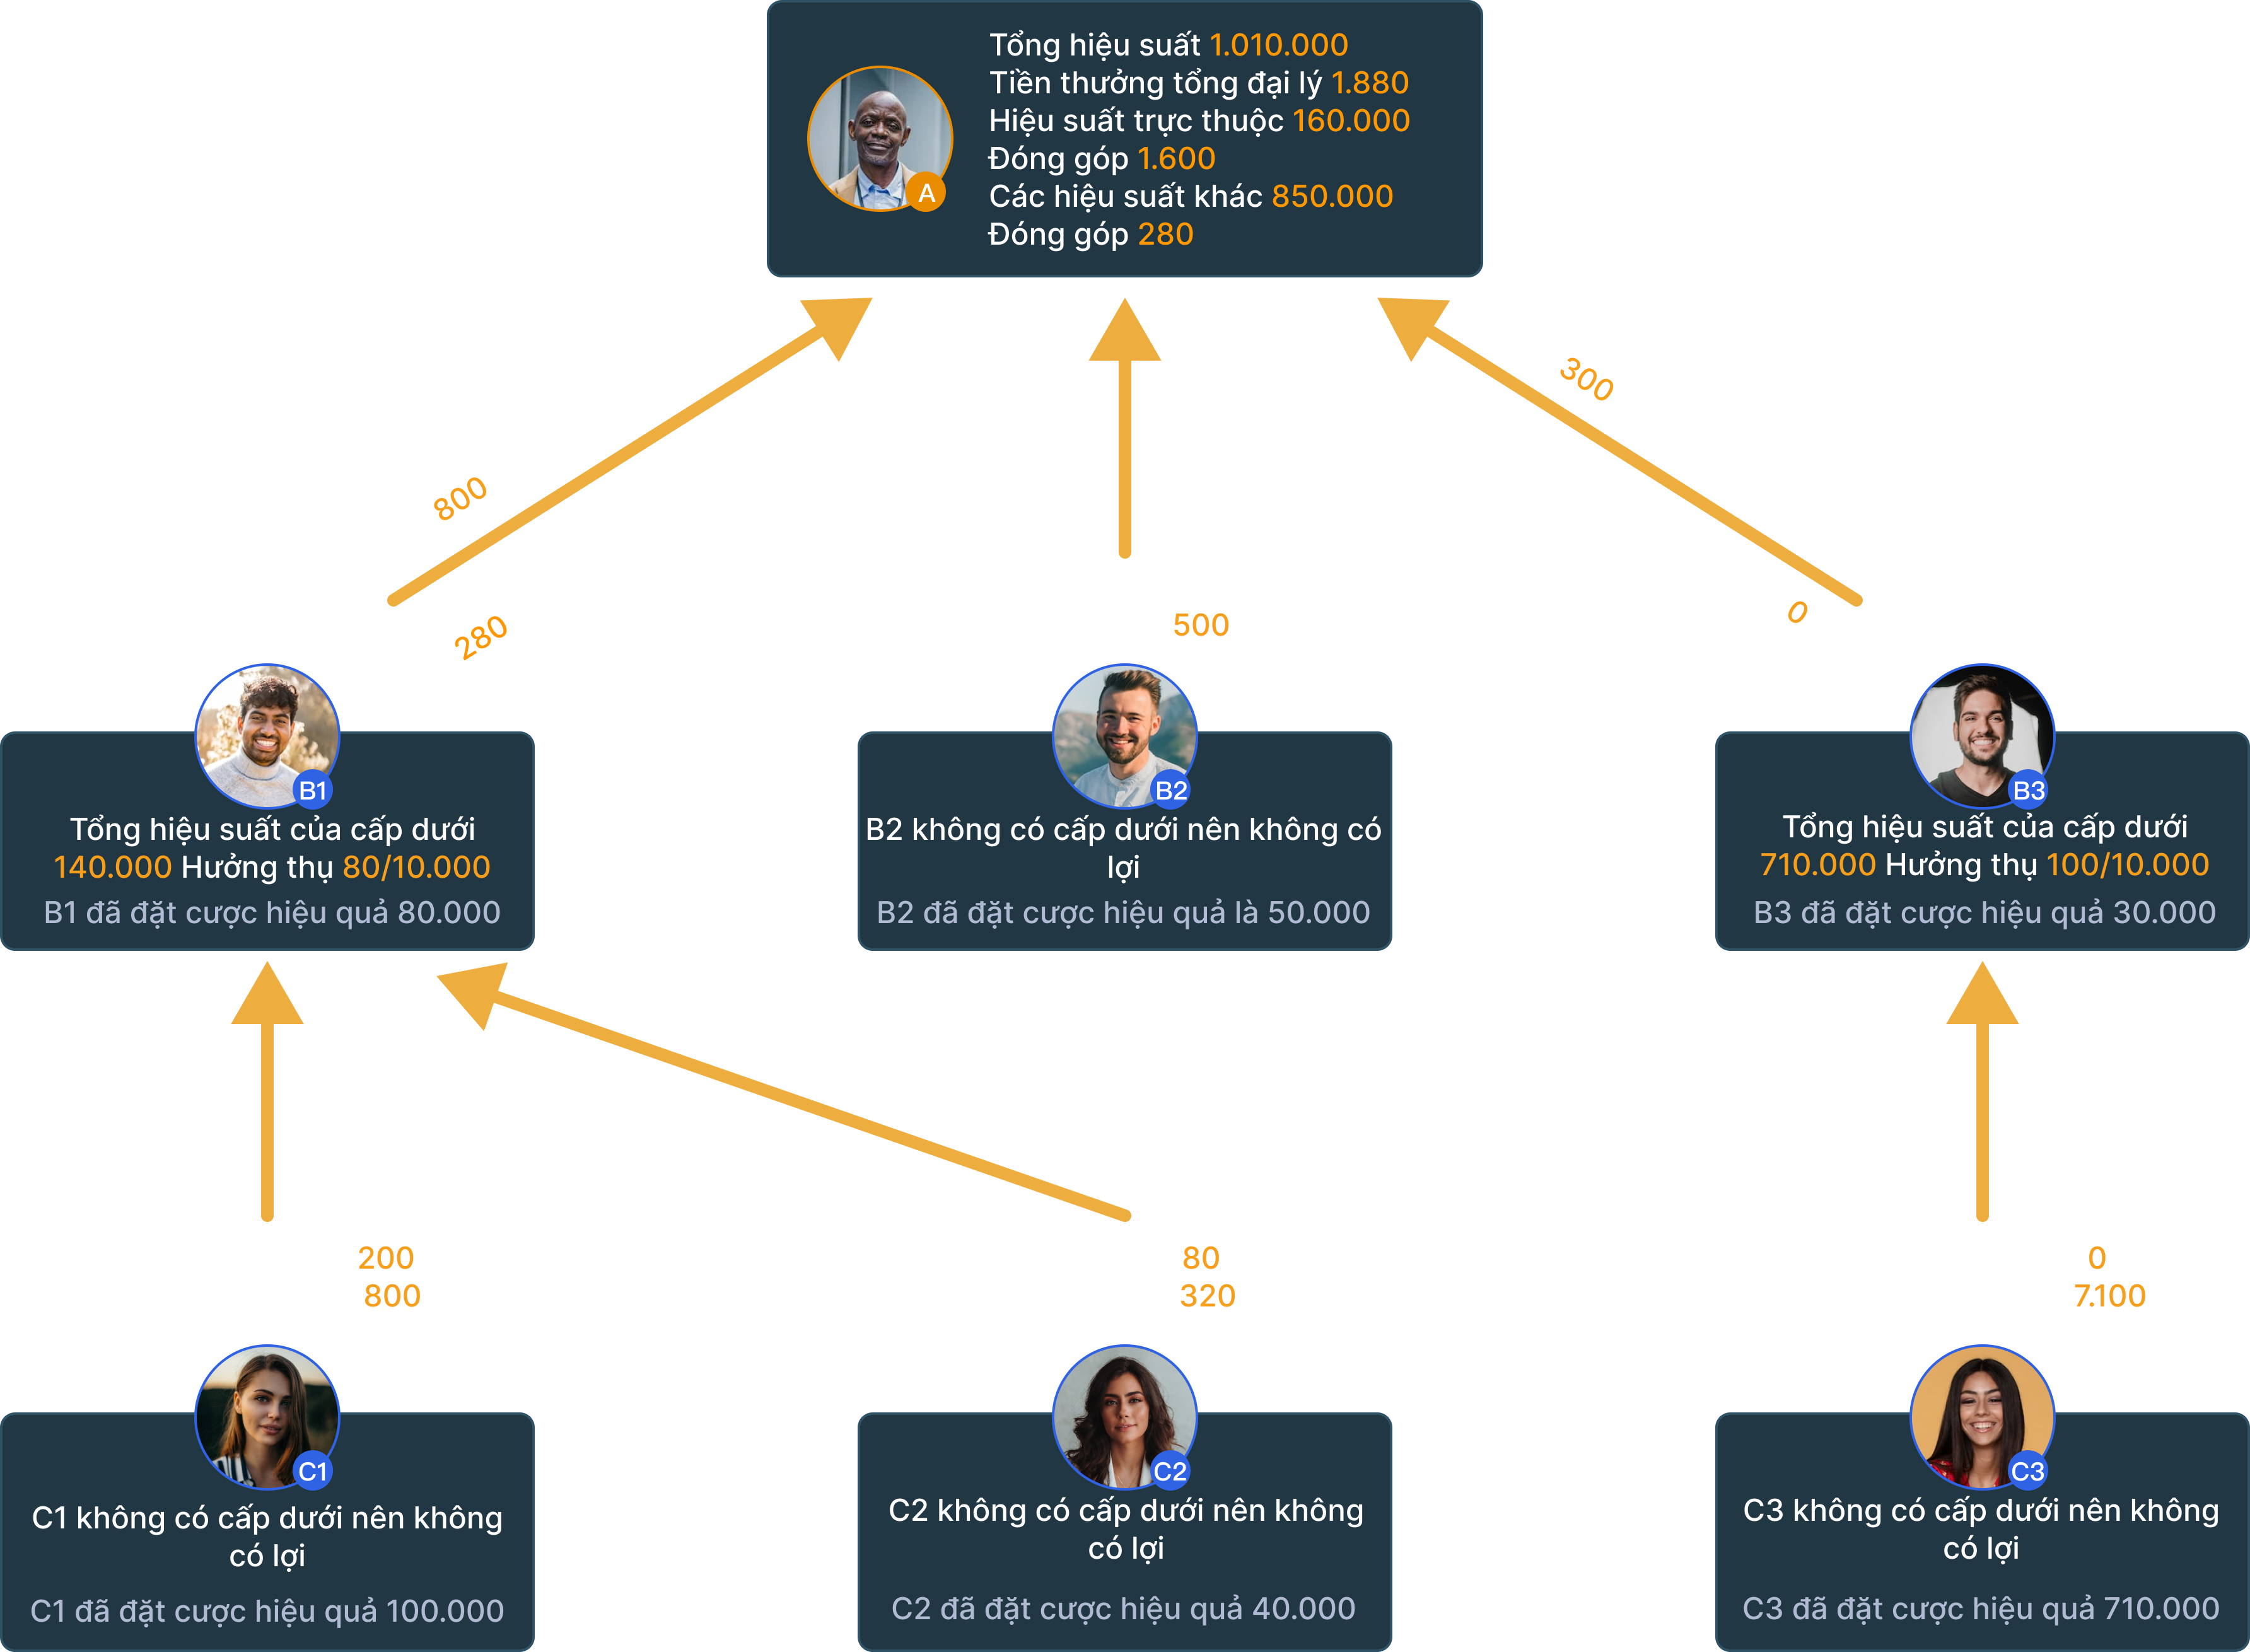 Tổng hiệu suất 1.010.000
Tiền thưởng tổng đại lý 1.880
Hiệu suất trực thuộc 160.000
Đóng góp 1.600
Các hiệu suất khác 850.000
Đóng góp 280
A
300
800
0
280
500
B1
B2
B3
Tổng hiệu suất của cấp dưới
140.000 Hưởng thụ 80/10.000
B1 đã đặt cược hiệu quả 80.000
B2 không có cấp dưới nên không có
lợi
B2 đã đặt cược hiệu quả là 50.000
Tổng hiệu suất của cấp dưới
710.000 Hưởng thụ 100/10.000
B3 đã đặt cược hiệu quả 30.000
200
800
80
320
0
7.100
C1
C2
C3
C1 không có cấp dưới nên không
có lợi
C1 đã đặt cược hiệu quả 100.000
C2 không có cấp dưới nên không
có lợi
C2 đã đặt cược hiệu quả 40.000
C3 không có cấp dưới nên không
có lợi
C3 đã đặt cược hiệu quả 710.000